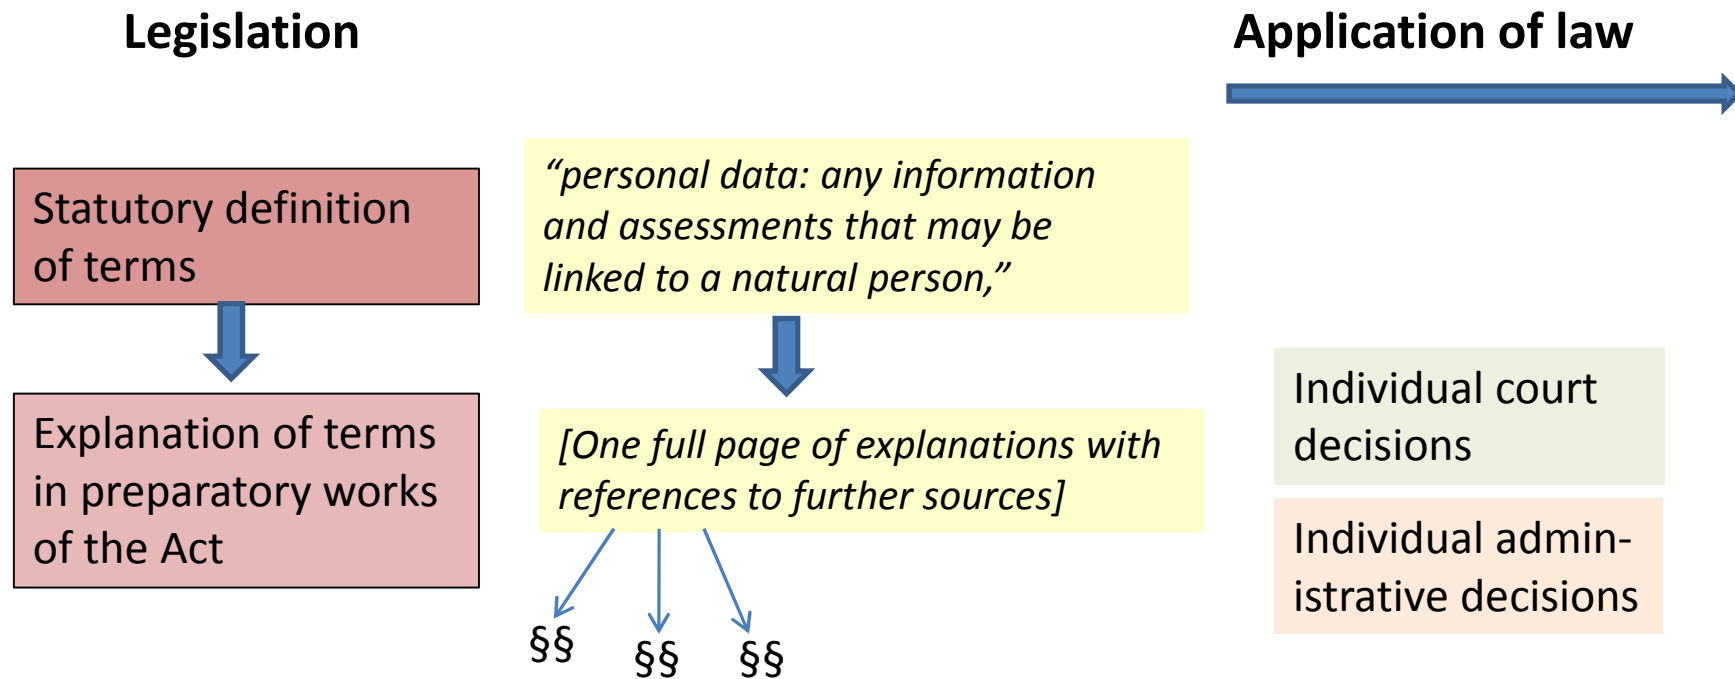 Legislation
Application of law
Statutory definition
of terms
“personal data: any information
and assessments that may be
linked to a natural person,”
Explanation of terms
in preparatory works
of the Act
[One full page of explanations with
references to further sources]
§§
§§
§§
Individual court
decisions
Individual admin-
istrative decisions